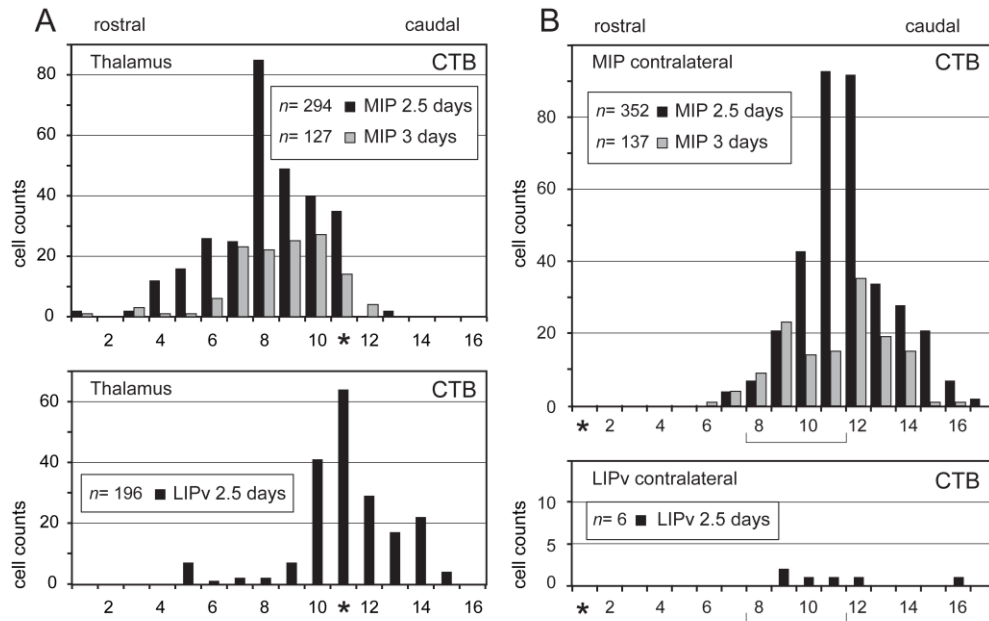 A
rostral caudal
Thalamus CTB
n= 294 MIP 2.5 days
n= 127 MIP 3 days
cell counts
80
60
40
20
0
2 4 6 8 10 * 12 14 16
Thalamus CTB
n= 196 LIPv 2.5 days
cell counts
60
40
20
0
2 4 6 8 10 * 12 14 16
B
rostral caudal
MIP contralateral CTB
n= 352 MIP 2.5 days
n= 137 MIP 3 days
cell counts
80
60
40
20
0
* 2 4 6 8 10 12 14 16
LIPv contralateral CTB
n= 6 LIPv 2.5 days
cell counts
10
5
0
* 2 4 6 8 10 12 14 16